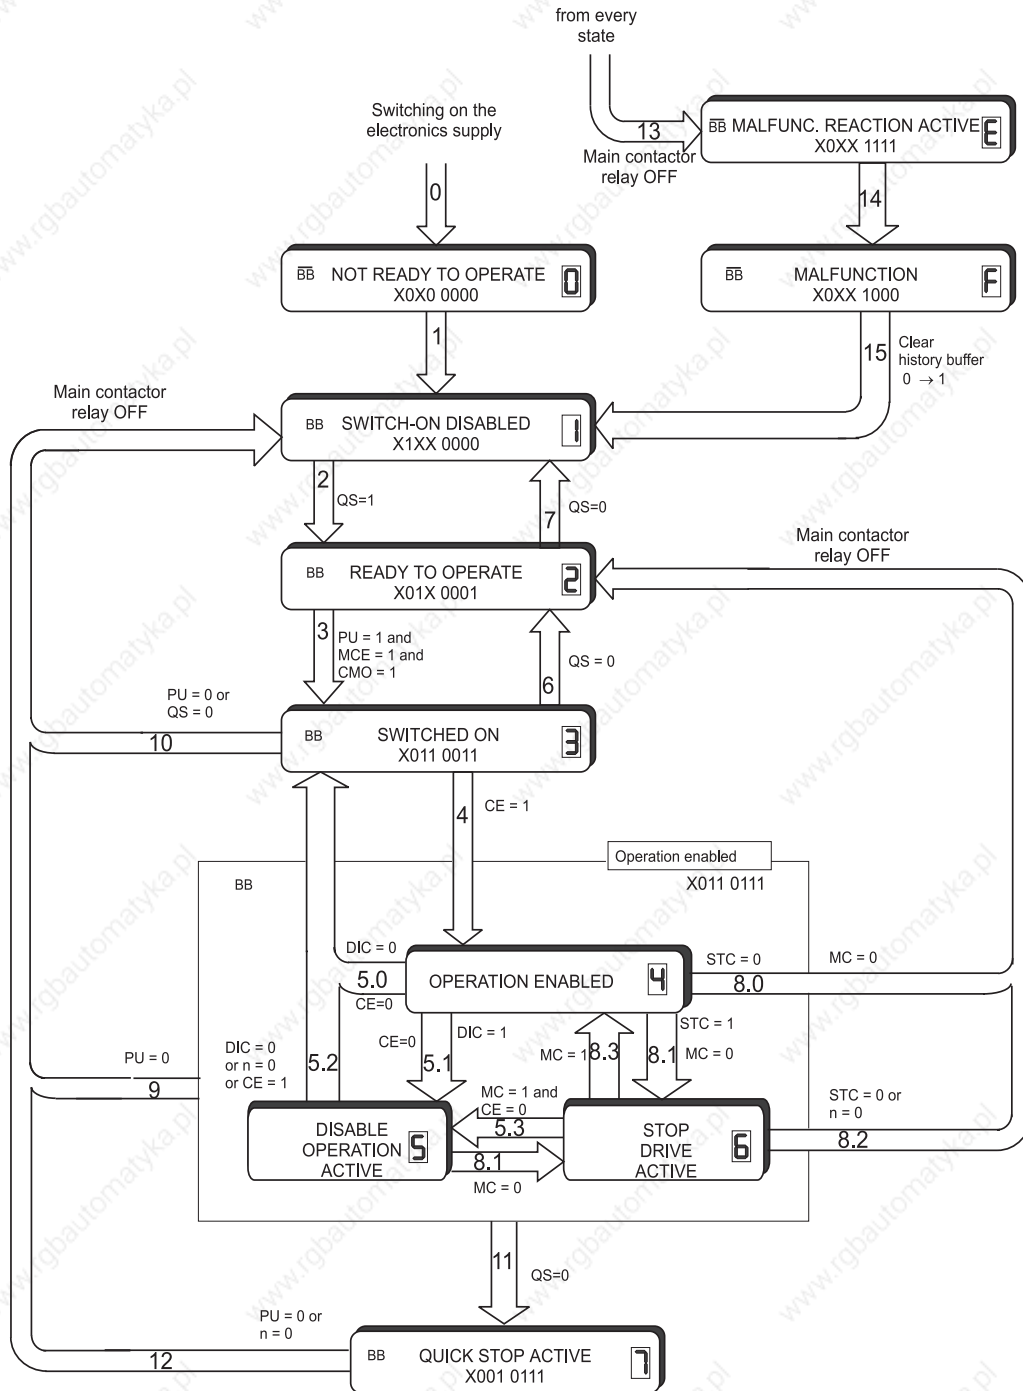 from every
state
Switching on the
electronics supply
13
Main contactor
relay OFF
BB MALFUNC. REACTION ACTIVE E
X0XX 1111
0
14
BB NOT READY TO OPERATE 0
X0X0 0000
BB MALFUNCTION F
X0XX 1000
1
15
Clear
history buffer
0 → 1
Main contactor
relay OFF
BB SWITCH-ON DISABLED 1
X1XX 0000
2
QS=1
7
QS=0
Main contactor
relay OFF
BB READY TO OPERATE 2
X01X 0001
3
PU = 1 and
MCE = 1 and
CMO = 1
6
QS = 0
PU = 0 or
QS = 0
10
BB SWITCHED ON 3
X011 0011
4
CE = 1
Operation enabled
X011 0111
BB
DIC = 0
5.0
CE=0
OPERATION ENABLED 4
STC = 0
MC = 0
8.0
PU = 0
9
DIC = 0
or n = 0
or CE = 1
5.2
CE=0
5.1
DIC = 1
MC = 1
8.3
8.1
STC = 1
MC = 0
MC = 1 and
CE = 0
5.3
8.1
MC = 0
DISABLE
OPERATION
ACTIVE
5
STOP
DRIVE
ACTIVE
6
STC = 0 or
n = 0
8.2
11
QS=0
PU = 0 or
n = 0
12
BB QUICK STOP ACTIVE 7
X001 0111
www.rgbautomatyka.pl